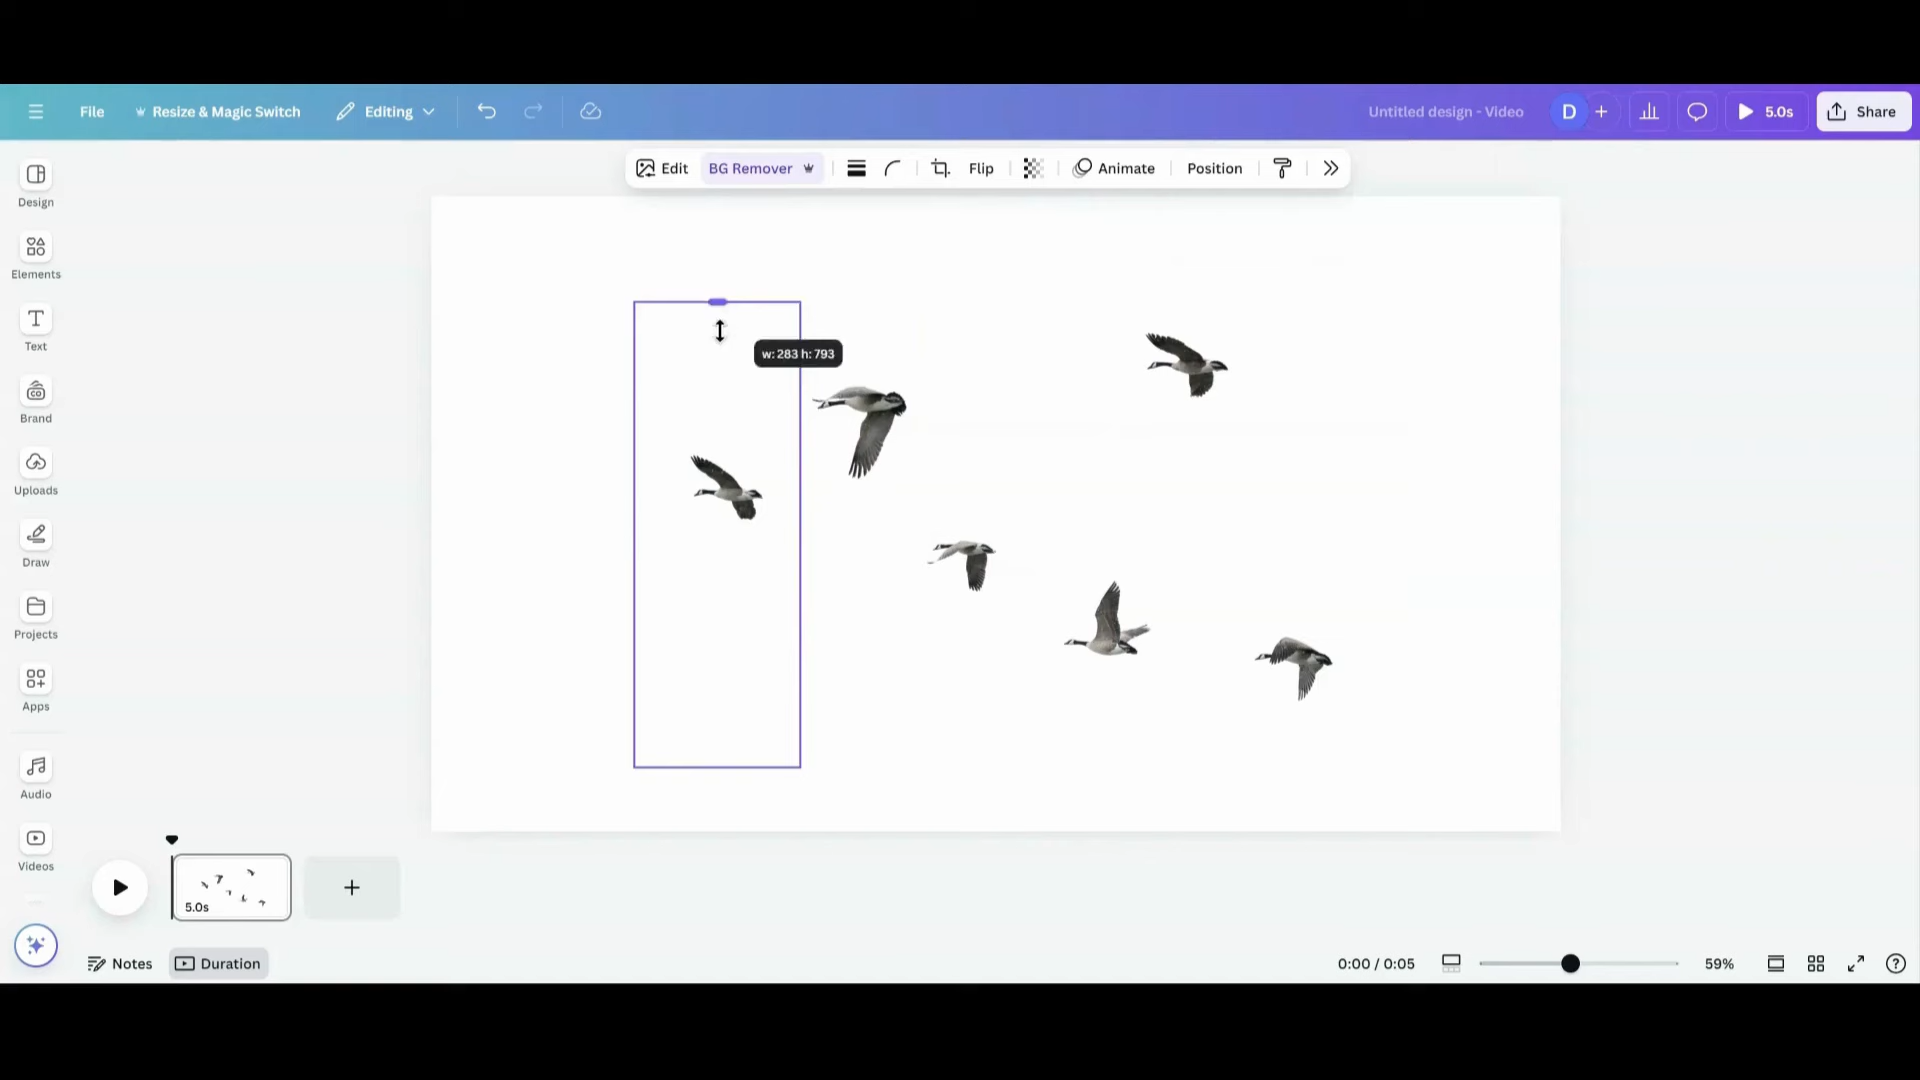 File
Resize & Magic Switch
Editing
Untitled design - Video
D
5.0s
Share
Edit
BG Remover
Flip
Animate
Position
Design
Elements
Text
Brand
Uploads
Draw
Projects
Apps
Audio
Videos
w: 283 h: 793
5.0s
Notes
Duration
0:00 / 0:05
59%